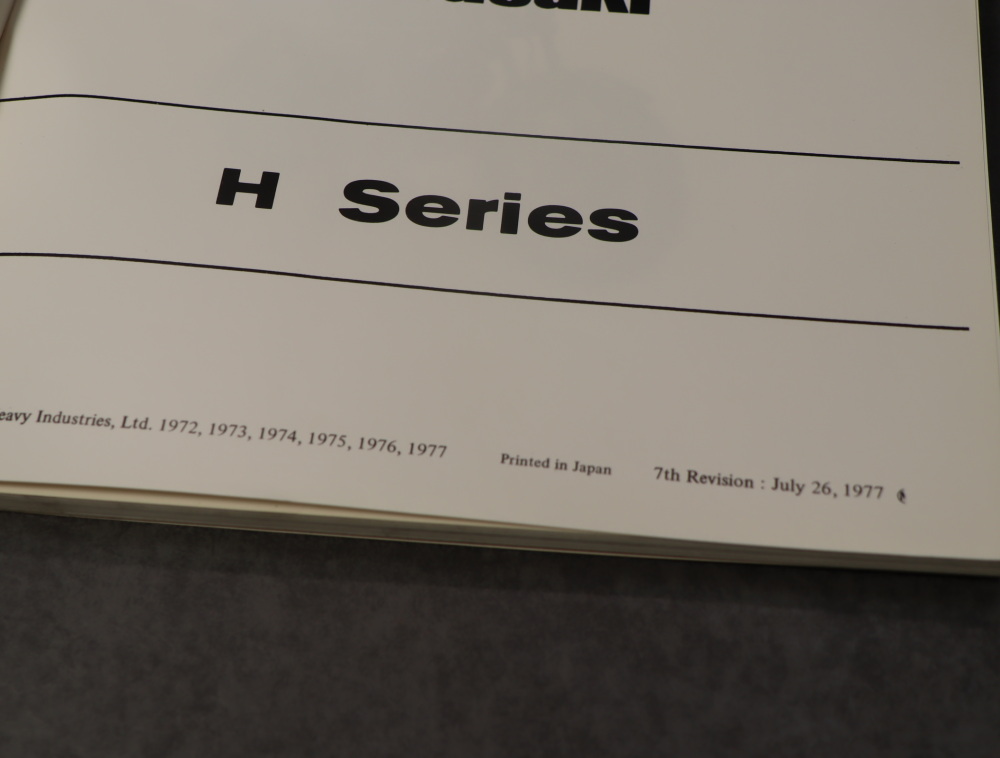 H Series
eavy Industries, Ltd. 1972, 1973, 1974, 1975, 1976, 1977 Printed in Japan 7th Revision : July 26, 1977